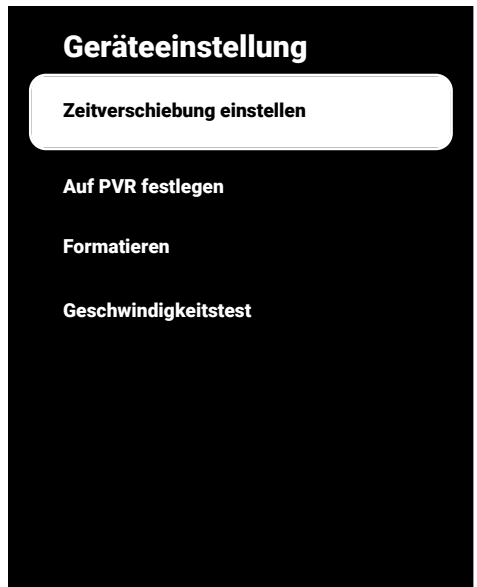 Geräteeinstellung
Zeitverschiebung einstellen
Auf PVR festlegen
Formatieren
Geschwindigkeitstest